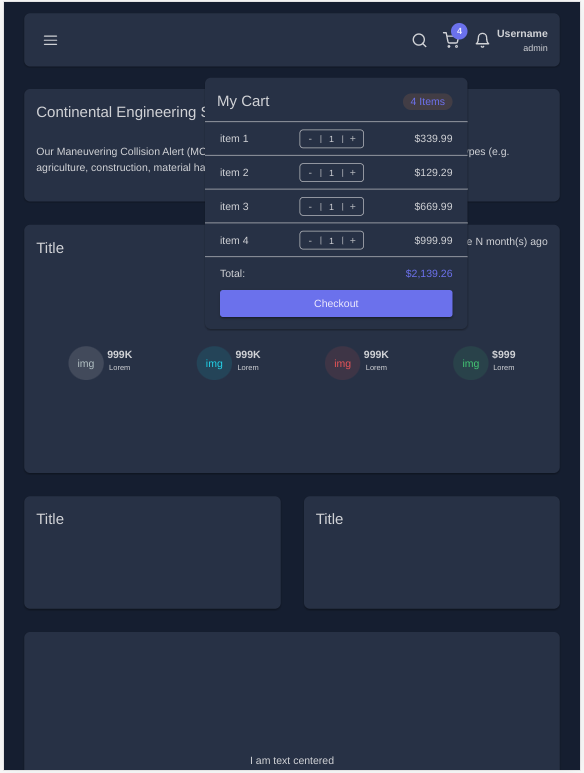 4
Username
admin
Continental Engineering
My Cart
4 Items
Our Maneuvering Collision Alert
(e.g.
agriculture, construction, material
item 1
- | 1 | +
$339.99
item 2
- | 1 | +
$129.29
item 3
- | 1 | +
$669.99
item 4
- | 1 | +
$999.99
Title
N month(s) ago
Total:
$2,139.26
Checkout
img
999K
Lorem
img
999K
Lorem
img
999K
Lorem
img
$999
Lorem
Title
Title
I am text centered